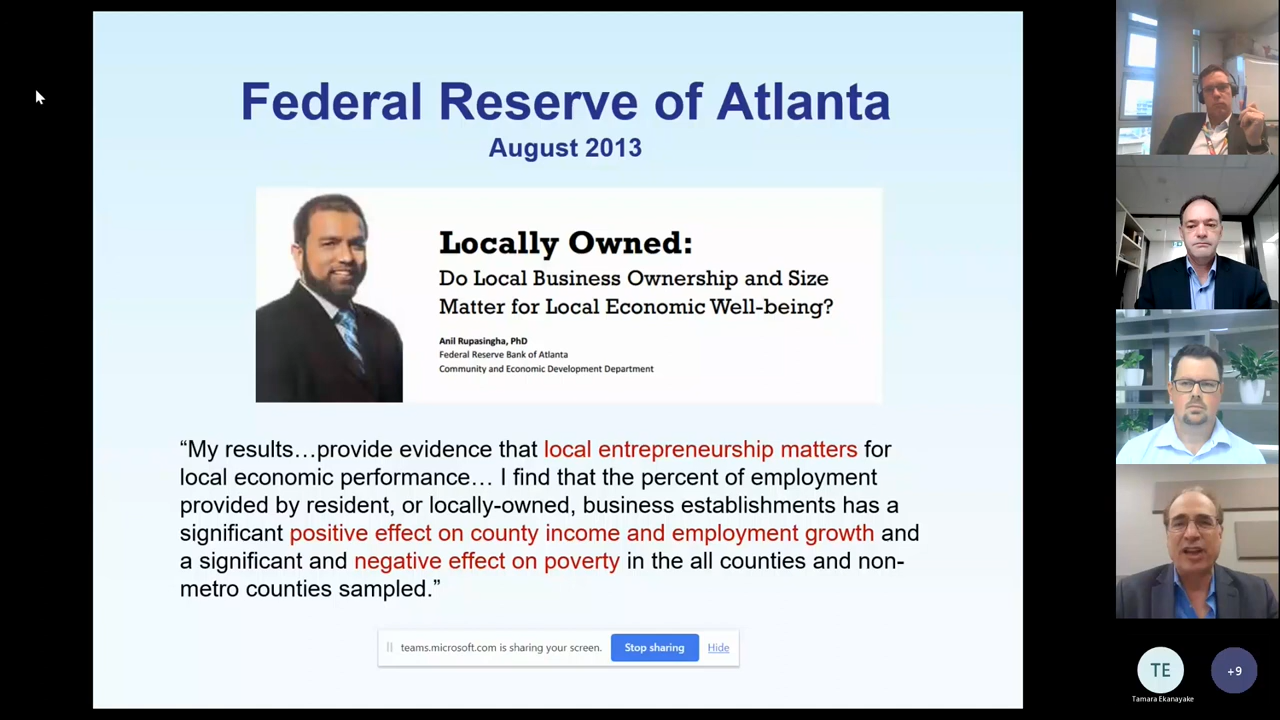 Federal Reserve of Atlanta
August 2013
Locally Owned:
Do Local Business Ownership and Size
Matter for Local Economic Well-being?
Anil Rupasingha, PhD
Federal Reserve Bank of Atlanta
Community and Economic Development Department
“My results…provide evidence that local entrepreneurship matters for
local economic performance… I find that the percent of employment
provided by resident, or locally-owned, business establishments has a
significant positive effect on county income and employment growth and
a significant and negative effect on poverty in the all counties and non-
metro counties sampled.”
teams.microsoft.com is sharing your screen. Stop sharing Hide
TE +9
Tamara Ekanayake